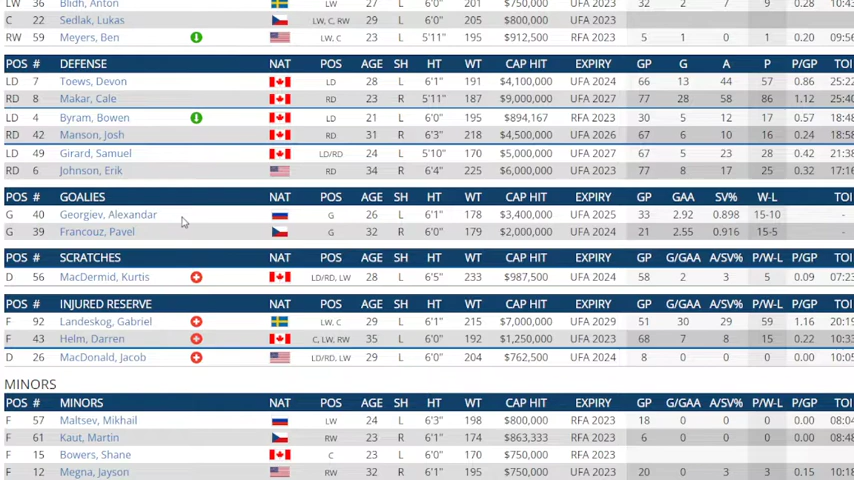 LW 36 Blidh, Anton LW 27 L 6'0" 201 $750,000 UFA 2023 32 2 7 9 0.28
C 22 Sedlak, Lukas LW, C, RW 29 L 6'0" 205 $800,000 UFA 2023
RW 59 Meyers, Ben LW, C 23 L 5'11" 195 $912,500 RFA 2023 5 1 0 1 0.20 09:56
POS # DEFENSE NAT POS AGE SH HT WT CAP HIT EXPIRY GP G A P P/GP TOI
LD 7 Toews, Devon LD 28 L 6'1" 191 $4,100,000 UFA 2024 66 13 44 57 0.86 25:22
RD 8 Makar, Cale RD 23 R 5'11" 187 $9,000,000 UFA 2027 77 28 58 86 1.12 25:40
LD 4 Byram, Bowen LD 21 L 6'0" 195 $894,167 RFA 2023 30 5 12 17 0.57 18:48
RD 42 Manson, Josh RD 31 R 6'3" 218 $4,500,000 UFA 2026 67 6 10 16 0.24 18:58
LD 49 Girard, Samuel LD/RD 24 L 5'10" 170 $5,000,000 UFA 2027 67 5 23 28 0.42 21:38
RD 6 Johnson, Erik RD 34 R 6'4" 225 $6,000,000 UFA 2023 77 8 17 25 0.32 17:16
POS # GOALIES NAT POS AGE SH HT WT CAP HIT EXPIRY GP GAA SV% W-L TOI
G 40 Georgiev, Alexandar G 26 L 6'1" 178 $3,400,000 UFA 2025 33 2.92 0.898 15-10 -
G 39 Francouz, Pavel G 32 R 6'0" 179 $2,000,000 UFA 2024 21 2.55 0.916 15-5 -
POS # SCRATCHES NAT POS AGE SH HT WT CAP HIT EXPIRY GP G/GAA A/SV% P/W-L P/GP TOI
D 56 MacDermid, Kurtis LD/RD, LW 28 L 6'5" 233 $987,500 UFA 2024 58 2 3 5 0.09 07:23
POS # INJURED RESERVE NAT POS AGE SH HT WT CAP HIT EXPIRY GP G/GAA A/SV% P/W-L P/GP TOI
F 92 Landeskog, Gabriel LW, C 29 L 6'1" 215 $7,000,000 UFA 2029 51 30 29 59 1.16 20:19
F 43 Helm, Darren C, LW, RW 35 L 6'0" 192 $1,250,000 UFA 2023 68 7 8 15 0.22 10:33
D 26 MacDonald, Jacob LD/RD, LW 29 L 6'0" 204 $762,500 UFA 2024 8 0 0 0 0.00 10:05
MINORS
POS # MINORS NAT POS AGE SH HT WT CAP HIT EXPIRY GP G/GAA A/SV% P/W-L P/GP TOI
F 57 Maltsev, Mikhail LW 24 L 6'3" 198 $800,000 RFA 2023 18 0 0 0 0.00 08:04
F 61 Kaut, Martin RW 23 R 6'1" 174 $863,333 RFA 2023 6 0 0 0 0.00 08:48
F 15 Bowers, Shane C 23 L 6'1" 170 $750,000 RFA 2023
F 12 Megna, Jayson RW 32 R 6'1" 195 $750,000 UFA 2023 20 0 3 3 0.15 10:18